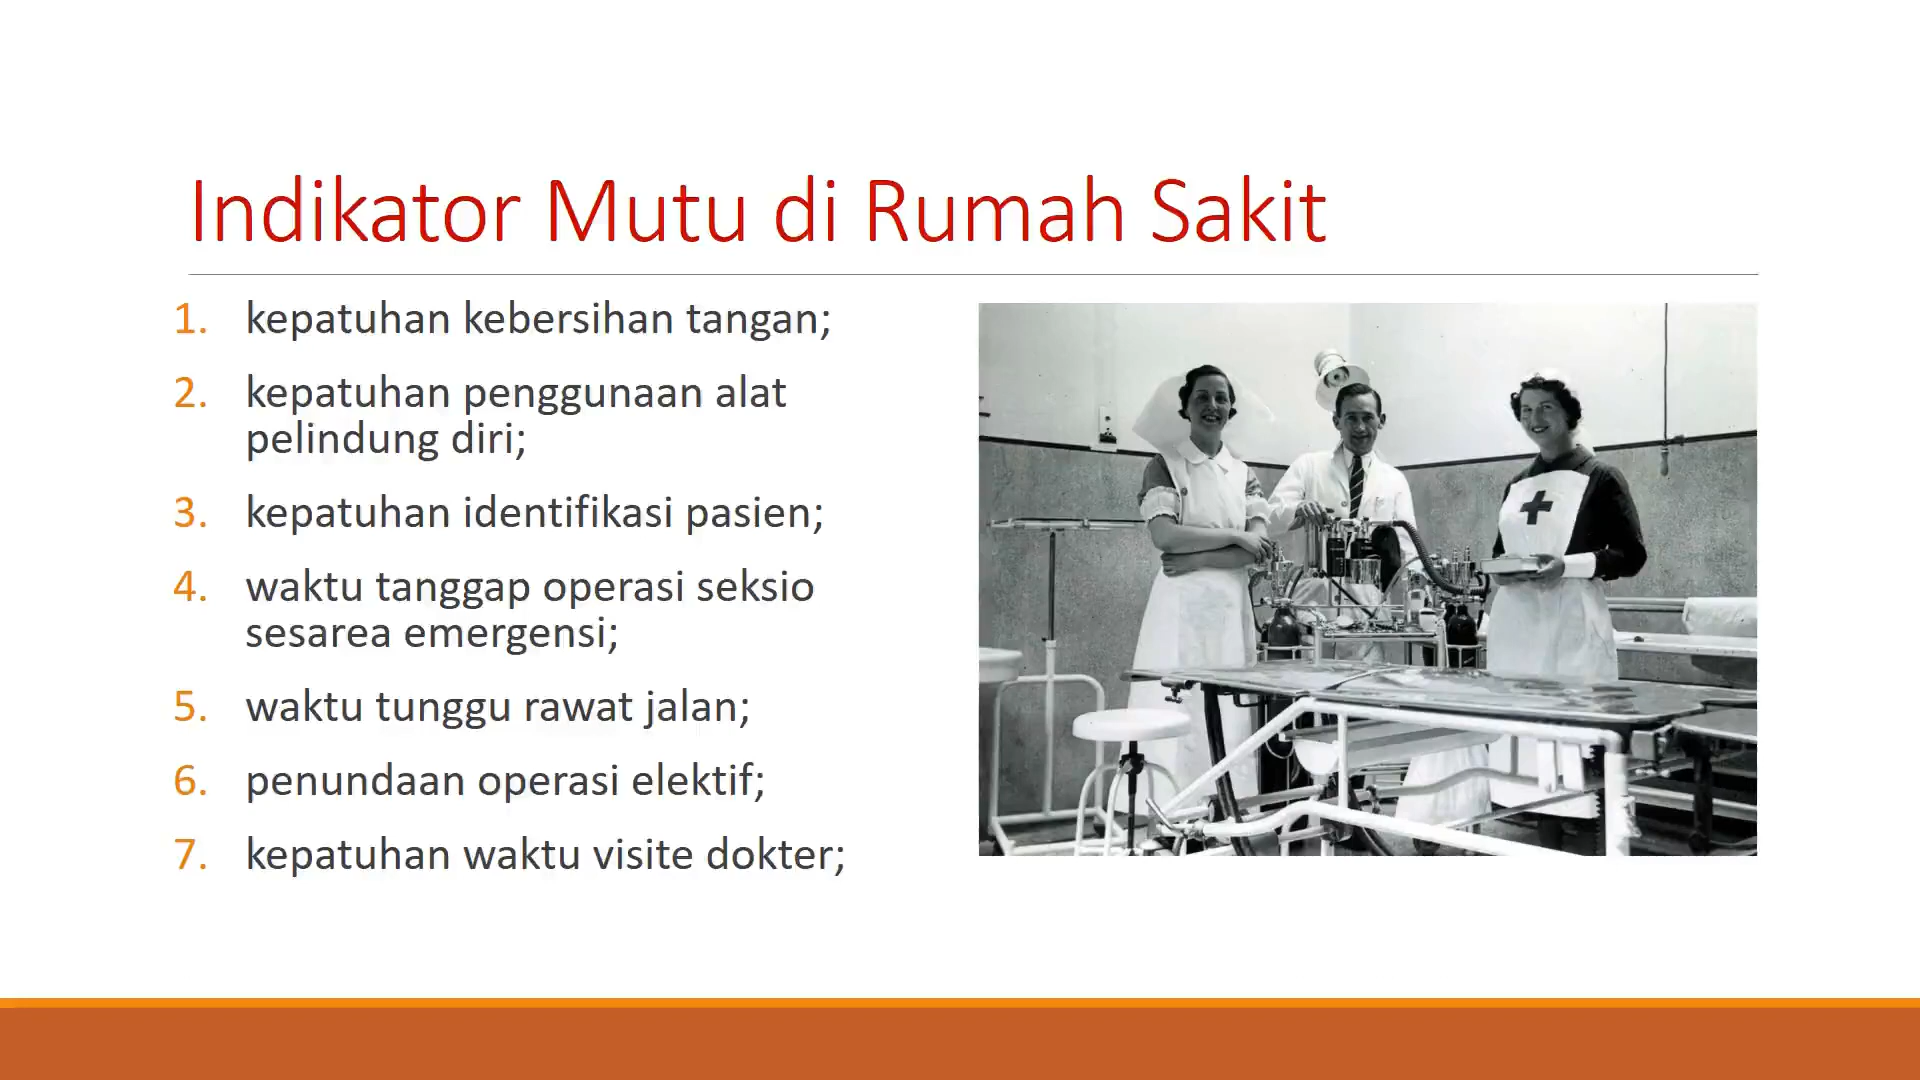 Indikator Mutu di Rumah Sakit
1. kepatuhan kebersihan tangan;
2. kepatuhan penggunaan alat
pelindung diri;
3. kepatuhan identifikasi pasien;
4. waktu tanggap operasi seksio
sesarea emergensi;
5. waktu tunggu rawat jalan;
6. penundaan operasi elektif;
7. kepatuhan waktu visite dokter;